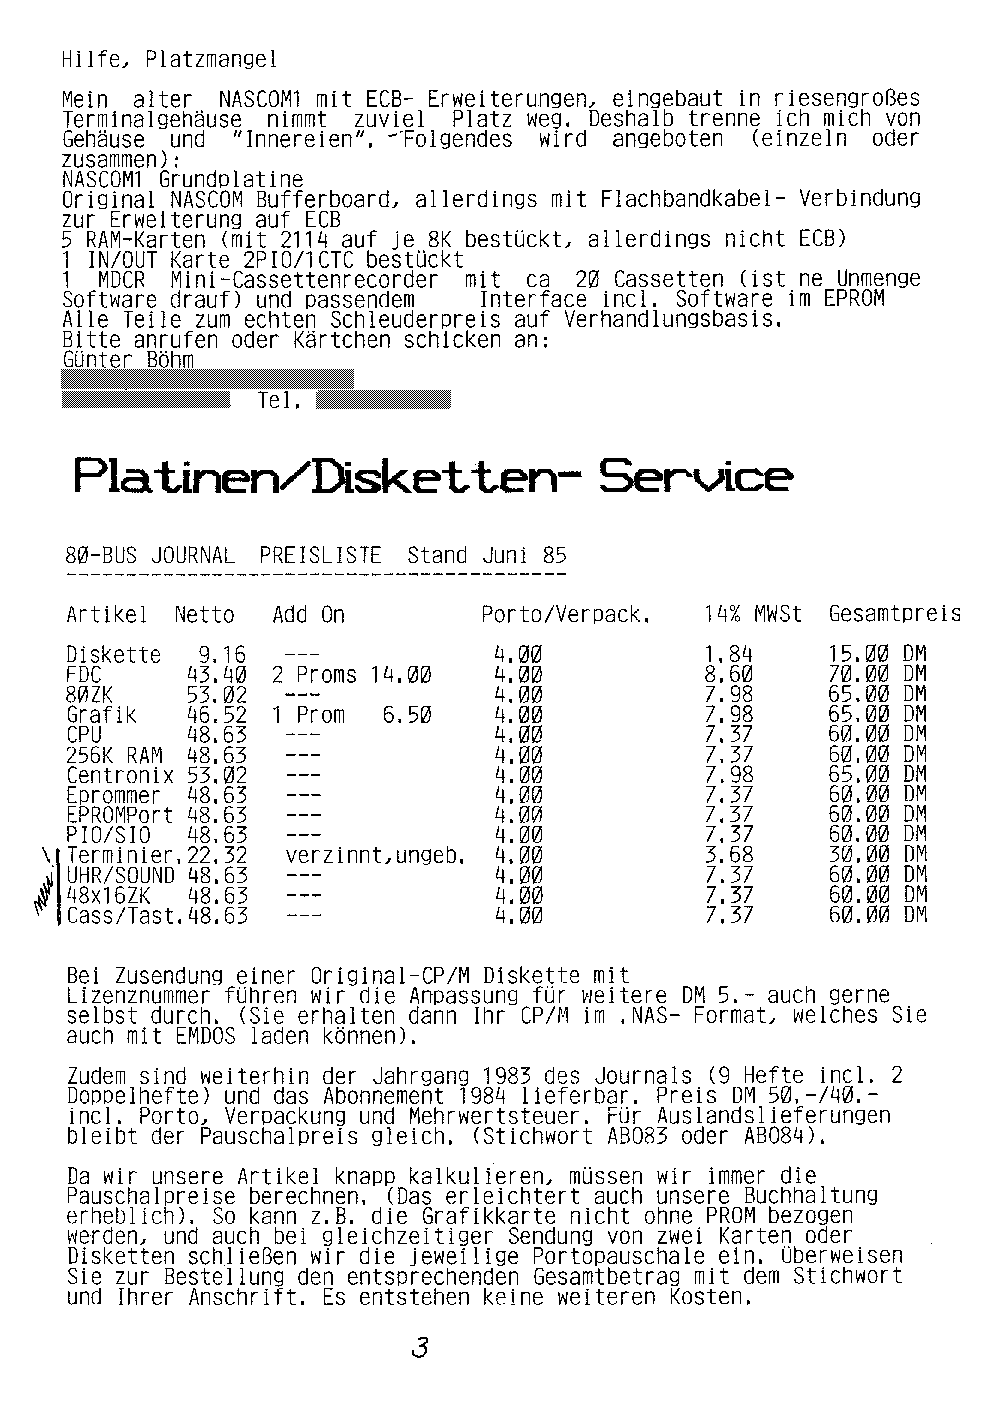 Hilfe, Platzmangel
Mein alter NASCOM1 mit ECB- Erweiterungen, eingebaut in riesengroßes
Terminalgehäuse nimmt zuviel Platz weg. Deshalb trenne ich mich von
Gehäuse und "Innereien". -Folgendes wird angeboten (einzeln oder
zusammen):
NASCOM1 Grundplatine
Original NASCOM Bufferboard, allerdings mit Flachbandkabel- Verbindung
zur Erweiterung auf ECB
5 RAM-Karten (mit 2114 auf je 8K bestückt, allerdings nicht ECB)
1 IN/OUT Karte 2PIO/1CTC bestückt
1 MDCR Mini-Cassettenrecorder mit ca 20 Cassetten (ist ne Unmenge
Software drauf) und passendem Interface incl. Software im EPROM
Alle Teile zum echten Schleuderpreis auf Verhandlungsbasis.
Bitte anrufen oder Kärtchen schicken an:
Günter Böhm
Tel.
Platinen/Disketten- Service
80-BUS JOURNAL PREISLISTE Stand Juni 85
-----------------------------------------
Artikel Netto Add On Porto/Verpack. 14% MWSt Gesamtpreis
Diskette 9.16 --- 4.00 1.84 15.00 DM
FDC 43.40 2 Proms 14.00 4.00 8.60 70.00 DM
80ZK 53.02 --- 4.00 7.98 65.00 DM
Grafik 46.52 1 Prom 6.50 4.00 7.98 65.00 DM
CPU 48.63 --- 4.00 7.37 60.00 DM
256K RAM 48.63 --- 4.00 7.37 60.00 DM
Centronix 53.02 --- 4.00 7.98 65.00 DM
Eprommer 48.63 --- 4.00 7.37 60.00 DM
EPROMPort 48.63 --- 4.00 7.37 60.00 DM
PIO/SIO 48.63 --- 4.00 7.37 60.00 DM
Terminier.22.32 verzinnt,ungeb. 4.00 3.68 30.00 DM
UHR/SOUND 48.63 --- 4.00 7.37 60.00 DM
neu! 48x16ZK 48.63 --- 4.00 7.37 60.00 DM
Cass/Tast.48.63 --- 4.00 7.37 60.00 DM
Bei Zusendung einer Original-CP/M Diskette mit
Lizenznummer führen wir die Anpassung für weitere DM 5.- auch gerne
selbst durch. (Sie erhalten dann Ihr CP/M im .NAS- Format, welches Sie
auch mit EMDOS laden können).
Zudem sind weiterhin der Jahrgang 1983 des Journals (9 Hefte incl. 2
Doppelhefte) und das Abonnement 1984 lieferbar. Preis DM 50.-/40.-
incl. Porto, Verpackung und Mehrwertsteuer. Für Auslandslieferungen
bleibt der Pauschalpreis gleich. (Stichwort ABO83 oder ABO84).
Da wir unsere Artikel knapp kalkulieren, müssen wir immer die
Pauschalpreise berechnen. (Das erleichtert auch unsere Buchhaltung
erheblich). So kann z.B. die Grafikkarte nicht ohne PROM bezogen
werden, und auch bei gleichzeitiger Sendung von zwei Karten oder
Disketten schließen wir die jeweilige Portopauschale ein. Überweisen
Sie zur Bestellung den entsprechenden Gesamtbetrag mit dem Stichwort
und Ihrer Anschrift. Es entstehen keine weiteren Kosten.
3